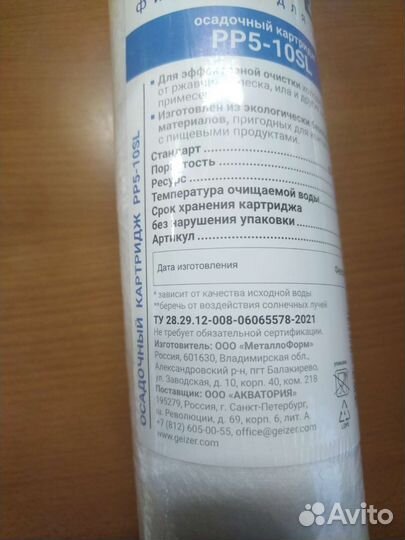 осадочный картридж
PP5-10SL
• Для эффективной очистки
от ржавчины, песка, ила и других
примесей
• Изготовлен из экологически
материалов, пригодных для
с пищевыми продуктами.
Стандарт
Пористость
Ресурс
Температура очищаемой воды
Срок хранения картриджа
без нарушения упаковки
Артикул
Дата изготовления
* зависит от качества исходной воды
**беречь от воздействия солнечных лучей
ТУ 28.29.12-008-06065578-2021
Не требует обязательной сертификации.
Изготовитель: ООО «МеталлоФорм»
Россия, 601630, Владимирская обл.,
Александровский р-н, пгт Балакирево,
ул. Заводская, д. 10, корп. 40, ком. 218
Поставщик: ООО «АКВАТОРИЯ»
195279, Россия, г. Санкт-Петербург,
Революции, д. 69, корп. 6, лит. А
+7 (812) 605-00-55, office@geizer.com
www.geizer.com
ОСАДОЧНЫЙ КАРТРИДЖ PP5-10SL
Avito